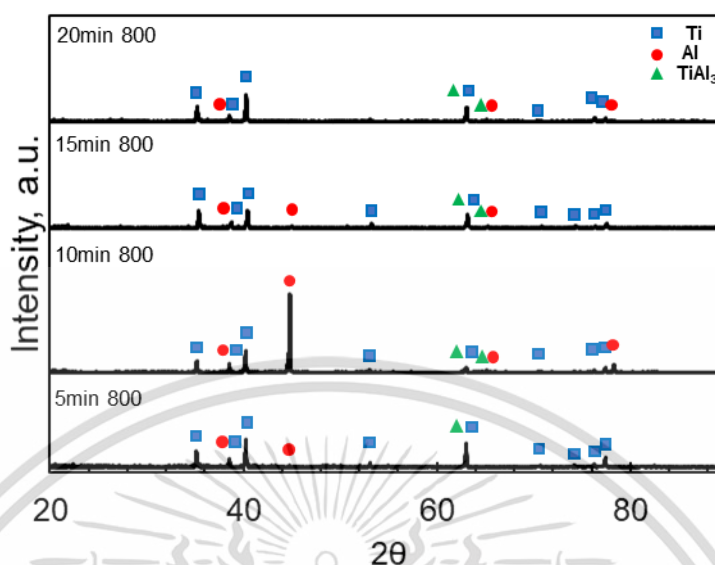 20min 800
Ti
Al
TiAl3
15min 800
10min 800
5min 800
Intensity, a.u.
20 40 60 80
2θ